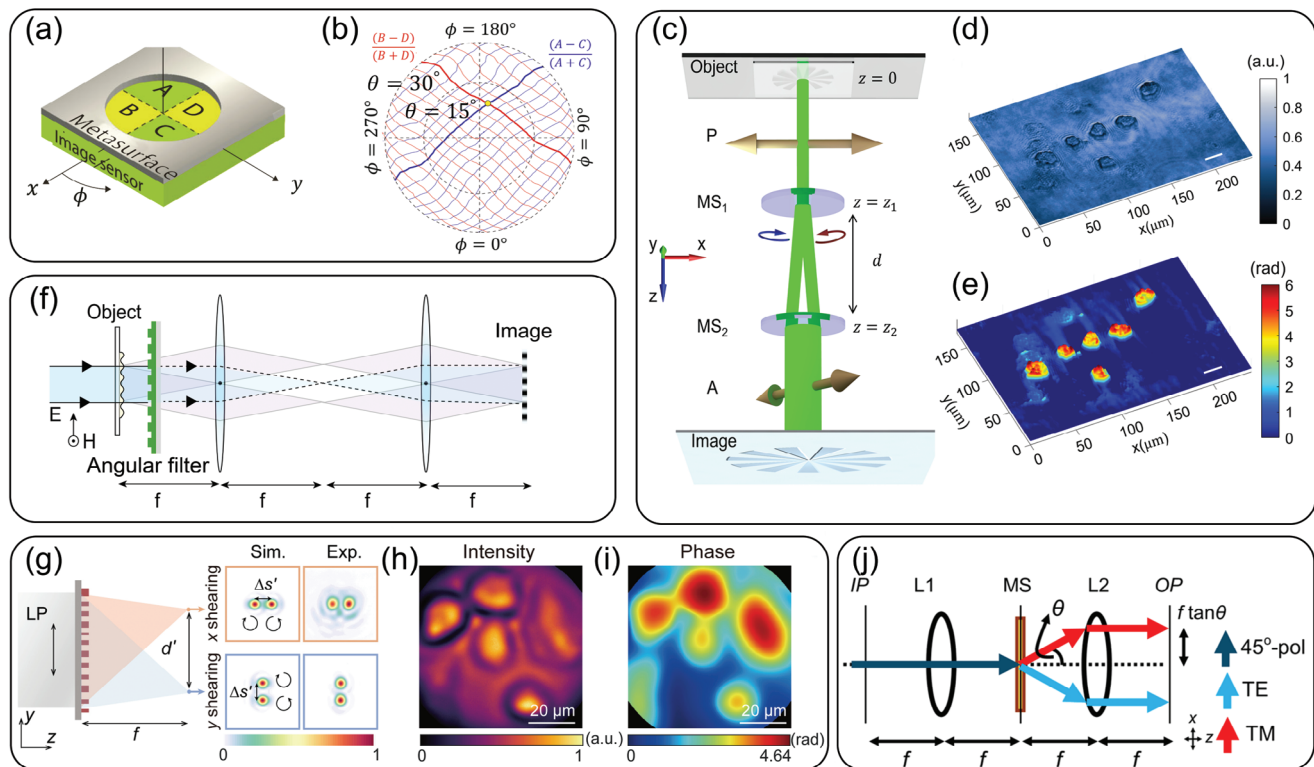 (a)
A
B
D
C
Metasurface
Image sensor
x
ϕ
y
(b)
ϕ = 180°
(B − D)
(B + D)
(A − C)
(A + C)
θ = 30°
θ = 15°
ϕ = 270°
ϕ = 90°
ϕ = 0°
(c)
Object
z = 0
P
MS1
z = z1
y
x
z
d
MS2
z = z2
A
Image
(d)
(a.u.)
1
0.8
0.6
0.4
0.2
0
150
100
50
0
y(μm)
0
50
100
150
200
x(μm)
(e)
(rad)
6
5
4
3
2
1
0
150
100
50
0
y(μm)
0
50
100
150
200
x(μm)
(f)
Object
Image
E
H
Angular filter
f
f
f
f
(g)
Sim.
Exp.
LP
d'
x shearing
Δs'
y shearing
Δs'
y
z
f
0
1
(h)
Intensity
20 μm
0
1
(a.u.)
(i)
Phase
20 μm
0
4.64
(rad)
(j)
IP
L1
MS
L2
OP
θ
f tanθ
45°-pol
TE
TM
x
z
f
f
f
f